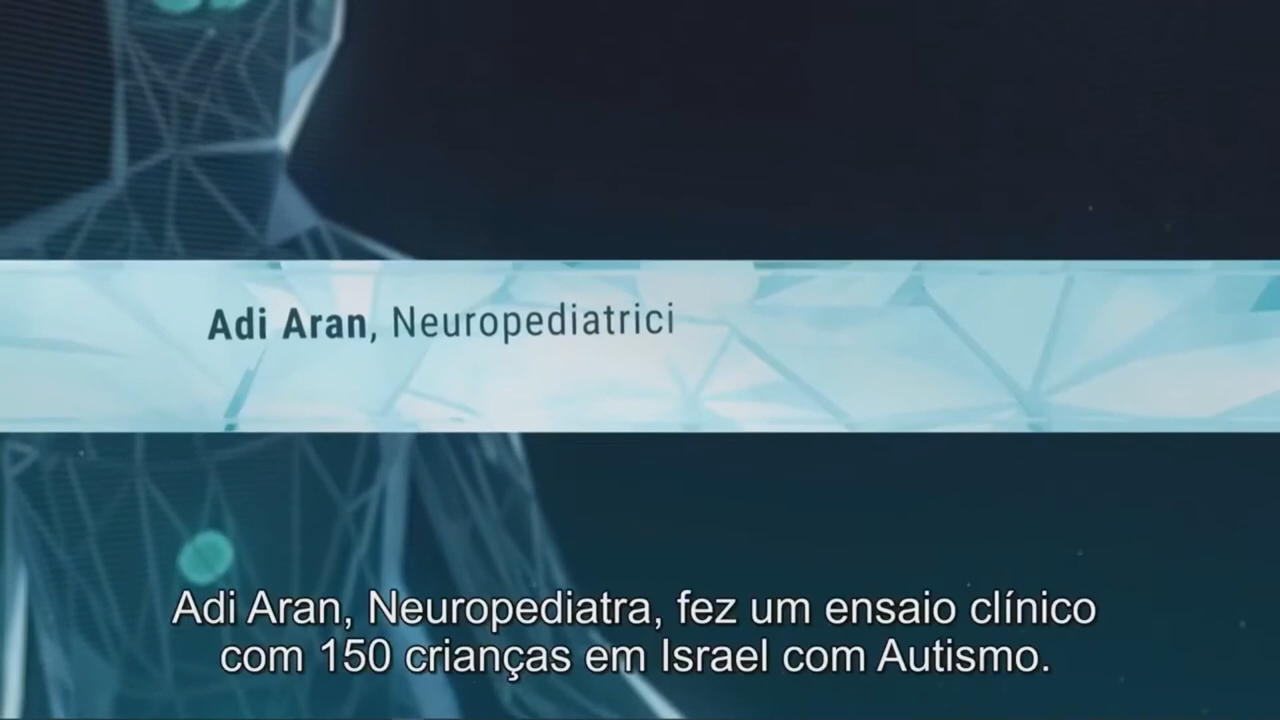 Adi Aran, Neuropediatrici
Adi Aran, Neuropediatra, fez um ensaio clínico
com 150 crianças em Israel com Autismo.